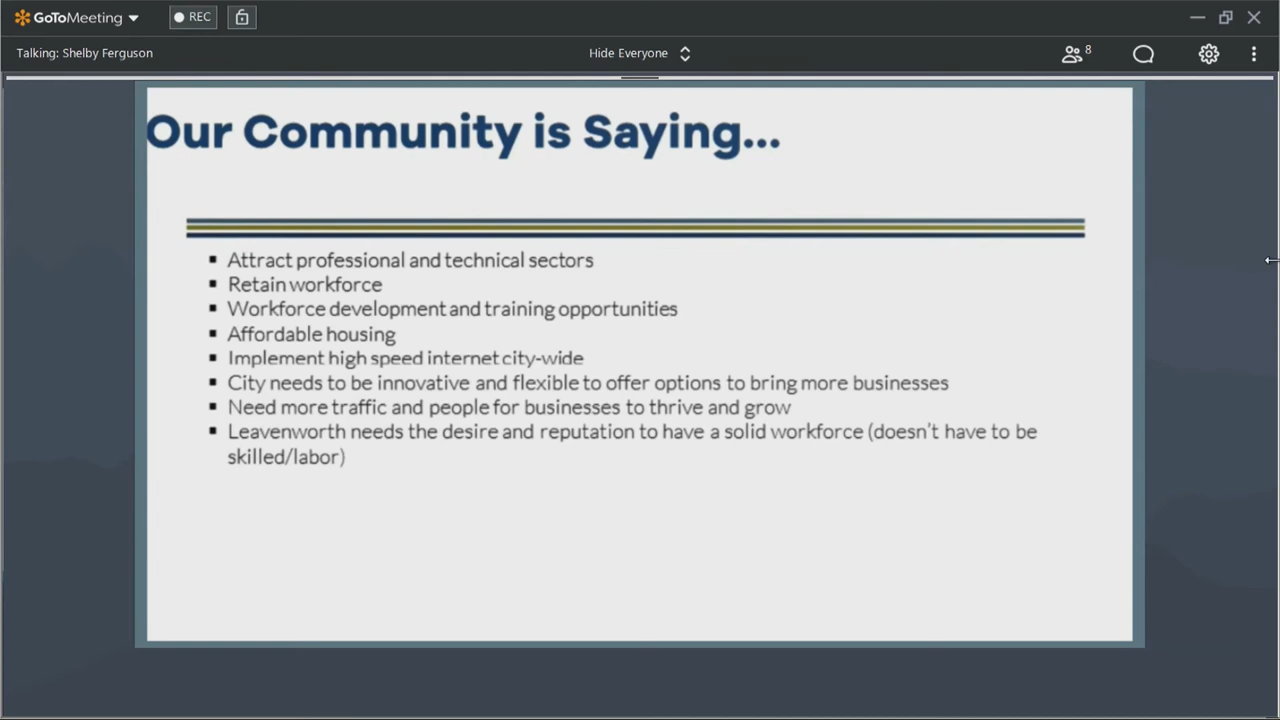 GoToMeeting
REC
Talking: Shelby Ferguson
Hide Everyone
8
Our Community is Saying...
▪ Attract professional and technical sectors
▪ Retain workforce
▪ Workforce development and training opportunities
▪ Affordable housing
▪ Implement high speed internet city-wide
▪ City needs to be innovative and flexible to offer options to bring more businesses
▪ Need more traffic and people for businesses to thrive and grow
▪ Leavenworth needs the desire and reputation to have a solid workforce (doesn't have to be
skilled/labor)